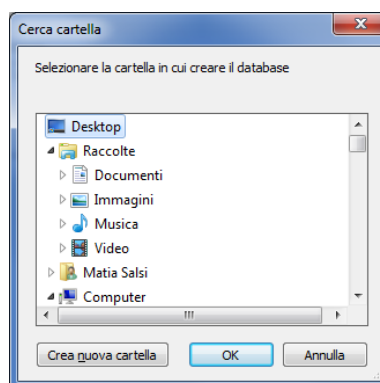 Cerca cartella
Selezionare la cartella in cui creare il database
Desktop
Raccolte
Documenti
Immagini
Musica
Video
Matia Salsi
Computer
Crea nuova cartella
OK
Annulla